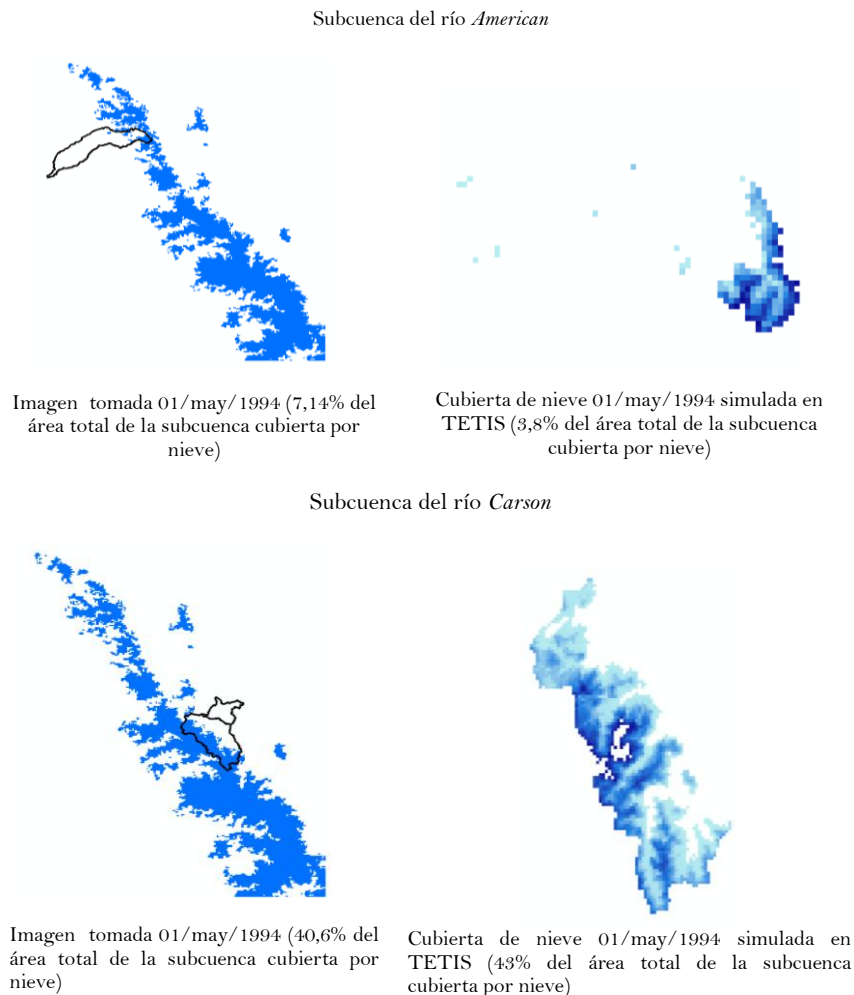 Subcuenca del río American
Imagen tomada 01/may/1994 (7,14% del
área total de la subcuenca cubierta por
nieve)
Cubierta de nieve 01/may/1994 simulada en
TETIS (3,8% del área total de la subcuenca
cubierta por nieve)
Subcuenca del río Carson
Imagen tomada 01/may/1994 (40,6% del
área total de la subcuenca cubierta por
nieve)
Cubierta de nieve 01/may/1994 simulada en
TETIS (43% del área total de la subcuenca
cubierta por nieve)